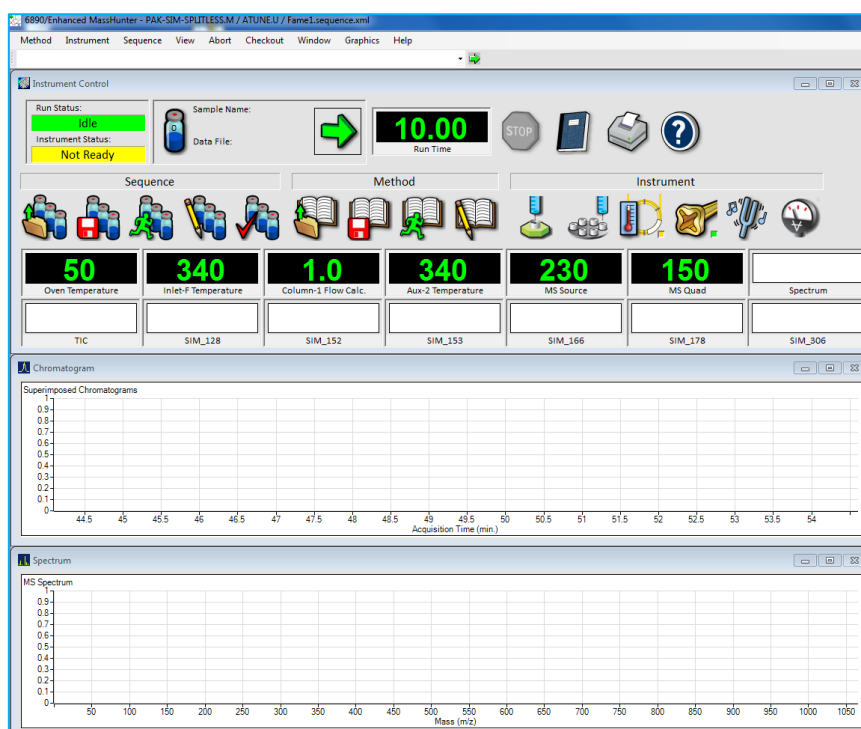 6890/Enhanced MassHunter - PAK-SIM-SPLITLESS.M / ATUNE.U / Fame1.sequence.xml
Method Instrument Sequence View Abort Checkout Window Graphics Help
Instrument Control
Run Status:
Idle
Instrument Status:
Not Ready
0
Sample Name:
Data File:
10.00
Run Time
STOP
?
Sequence Method Instrument
50 340 1.0 340 230 150
Oven Temperature Inlet-F Temperature Column-1 Flow Calc. Aux-2 Temperature MS Source MS Quad Spectrum
TIC SIM_128 SIM_152 SIM_153 SIM_166 SIM_178 SIM_306
Chromatogram
Superimposed Chromatograms
1
0.9
0.8
0.7
0.6
0.5
0.4
0.3
0.2
0.1
0
44.5 45 45.5 46 46.5 47 47.5 48 48.5 49 49.5 50 50.5 51 51.5 52 52.5 53 53.5 54
Acquisition Time (min.)
Spectrum
MS Spectrum
1
0.9
0.8
0.7
0.6
0.5
0.4
0.3
0.2
0.1
0
50 100 150 200 250 300 350 400 450 500 550 600 650 700 750 800 850 900 950 1000 1050
Mass (m/z)